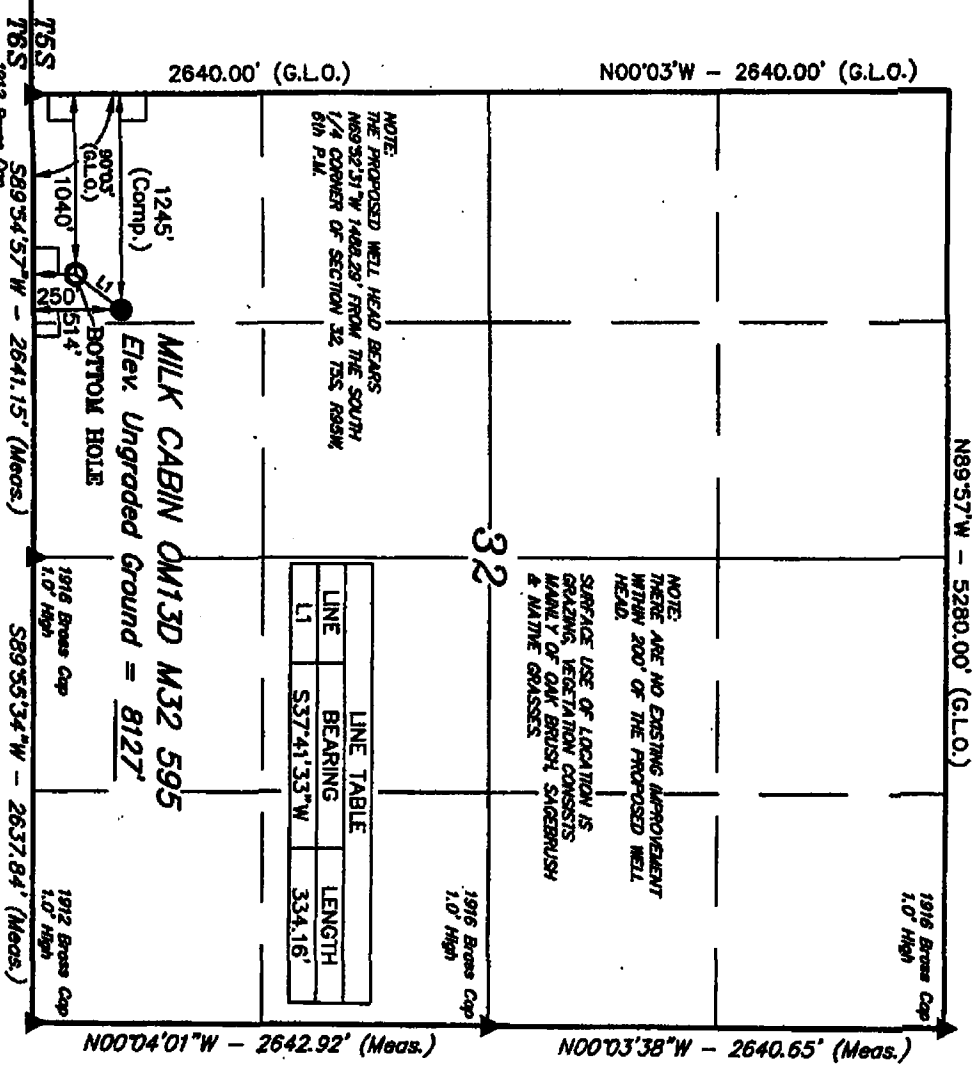 N89°57'W - 5280.00' (G.L.O.)
2640.00' (G.L.O.)
N00°03'W - 2640.00' (G.L.O.)
1916 Brass Cap
1.0' High
NOTE:
THERE ARE NO EXISTING IMPROVEMENT
WITHIN 200' OF THE PROPOSED WELL
HEAD.
SURFACE USE OF LOCATION IS
GRAZING, VEGETATION CONSISTS
MAINLY OF OAK BRUSH, SAGEBRUSH
& NATIVE GRASSES.
32
1916 Brass Cap
1.0' High
NOTE:
THE PROPOSED WELL HEAD BEARS
N69°52'31"W 1488.29' FROM THE SOUTH
1/4 CORNER OF SECTION 32, T5S, R95W,
6th P.M.
LINE TABLE
LINE BEARING LENGTH
L1 S37°41'33"W 334.16'
1245'
(Comp.)
90°03'
(G.L.O.)
1040'
L1
250
514'
BOTTOM HOLE
MILK CABIN OM13D M32 595
Elev. Ungraded Ground = 8127'
T5S
T6S
S89°54'57"W - 2641.15' (Meas.)
1916 Brass Cap
1.0' High
S89°55'34"W - 2637.84' (Meas.)
1912 Brass Cap
1.0' High
N00°04'01"W - 2642.92' (Meas.)
N00°03'38"W - 2640.65' (Meas.)